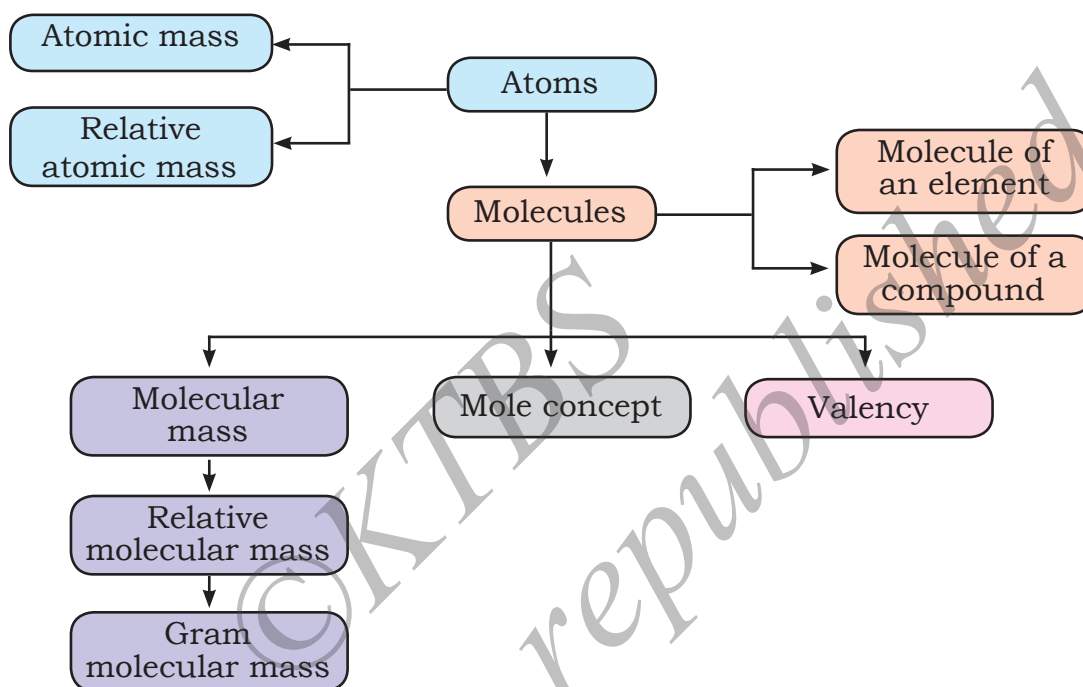 Atomic mass
Relative
atomic mass
Atoms
Molecules
Molecule of
an element
Molecule of a
compound
Molecular
mass
Mole concept
Valency
Relative
molecular mass
Gram
molecular mass
©KTBS
republished